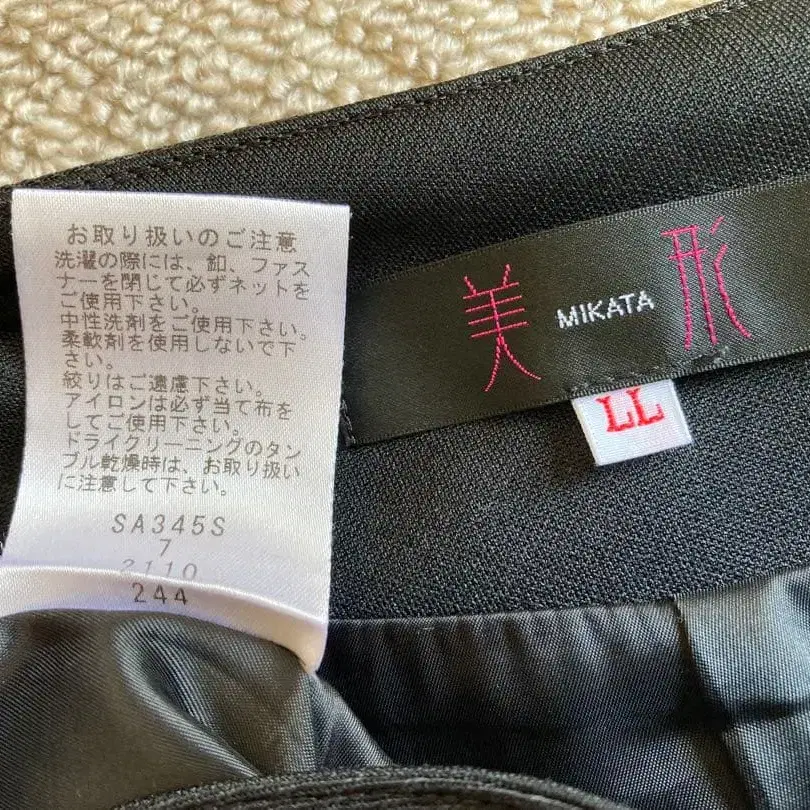 お取り扱いのご注意
洗濯の際には、釦、ファス
ナーを閉じて必ずネットを
ご使用下さい。
中性洗剤をご使用下さい。
柔軟剤を使用しないで下
さい。
絞りはご遠慮下さい。
アイロンは必ず当て布を
してご使用下さい。
ドライクリーニングのタン
ブル乾燥時は、お取り扱い
に注意して下さい。
SA345S
7
2110
244
美 MIKATA 形
LL